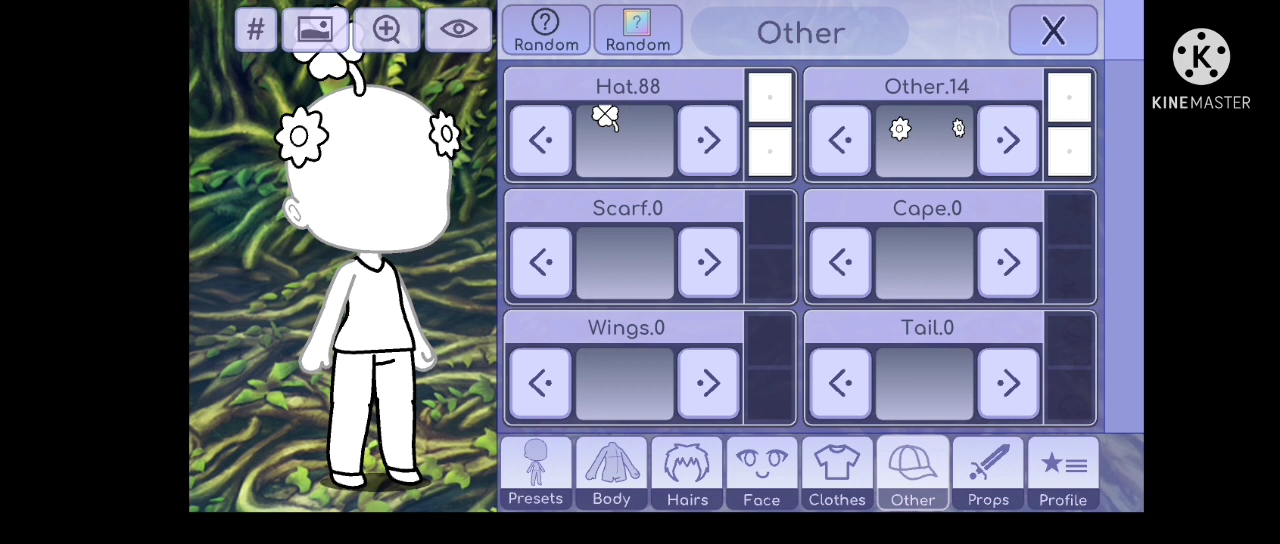 #
?
Random
?
Random
Other
X
Hat.88
Other.14
Scarf.0
Cape.0
Wings.0
Tail.0
Presets
Body
Hairs
Face
Clothes
Other
Props
Profile
K
KINEMASTER